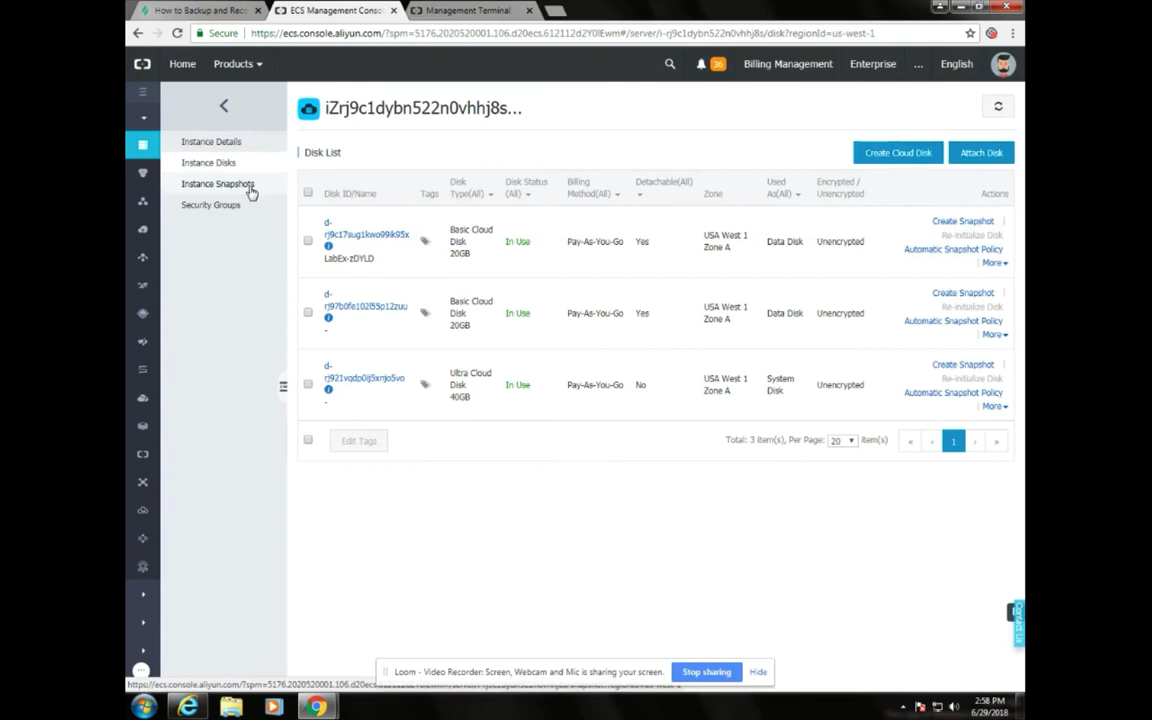 How to Backup and Reco
ECS Management Conso
Management Terminal
Secure
https://ecs.console.aliyun.com/?spm=5176.2020520001.106.d20ecs.612112d2Y0lEwm#/server/i-rj9c1dybn522n0vhhj8s/disk?regionId=us-west-1
Home
Products
36
Billing Management
Enterprise
...
English
iZrj9c1dybn522n0vhhj8s...
Instance Details
Instance Disks
Instance Snapshots
Security Groups
Disk List
Create Cloud Disk
Attach Disk
Disk ID/Name
Tags
Disk Type(All)
Disk Status (All)
Billing Method(All)
Detachable(All)
Zone
Used As(All)
Encrypted / Unencrypted
Actions
d-
rj9c17sug1kwo99ik95x
LabEx-zDYLD
Basic Cloud Disk 20GB
In Use
Pay-As-You-Go
Yes
USA West 1 Zone A
Data Disk
Unencrypted
Create Snapshot |
Re-Initialize Disk
Automatic Snapshot Policy
| More
d-
rj97b0fe102l55p12zuu
-
Basic Cloud Disk 20GB
In Use
Pay-As-You-Go
Yes
USA West 1 Zone A
Data Disk
Unencrypted
Create Snapshot |
Re-Initialize Disk
Automatic Snapshot Policy
| More
d-
rj921vqdp0ij5xnjo5vo
-
Ultra Cloud Disk 40GB
In Use
Pay-As-You-Go
No
USA West 1 Zone A
System Disk
Unencrypted
Create Snapshot |
Re-Initialize Disk
Automatic Snapshot Policy
| More
Edit Tags
Total: 3 item(s), Per Page: 20 item(s)
« ‹ 1 › »
Contact Us
Loom - Video Recorder: Screen, Webcam and Mic is sharing your screen.
Stop sharing
Hide
2:58 PM
6/29/2018